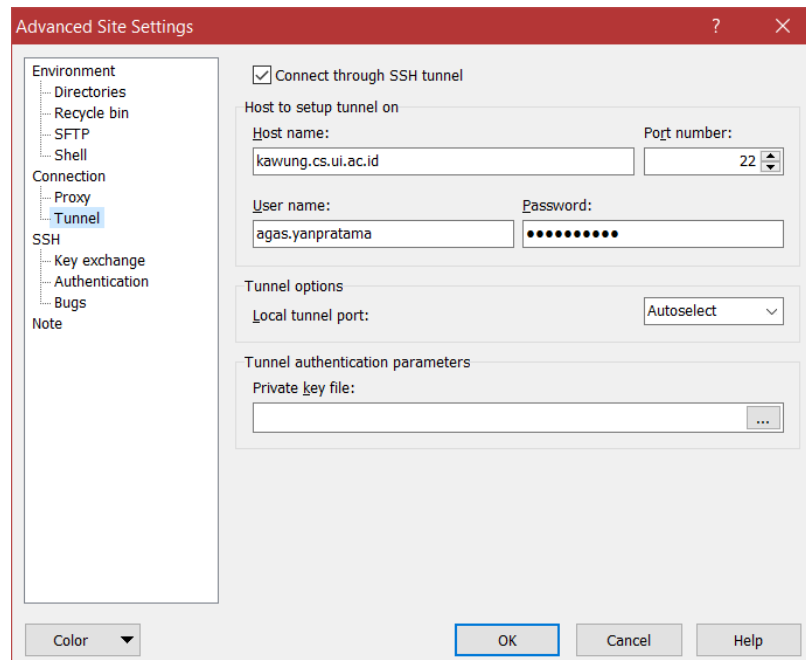 Advanced Site Settings
Environment
Directories
Recycle bin
SFTP
Shell
Connection
Proxy
Tunnel
SSH
Key exchange
Authentication
Bugs
Note
Connect through SSH tunnel
Host to setup tunnel on
Host name: Port number:
kawung.cs.ui.ac.id 22
User name: Password:
agas.yanpratama ●●●●●●●●●●
Tunnel options
Local tunnel port: Autoselect
Tunnel authentication parameters
Private key file:
...
Color OK Cancel Help